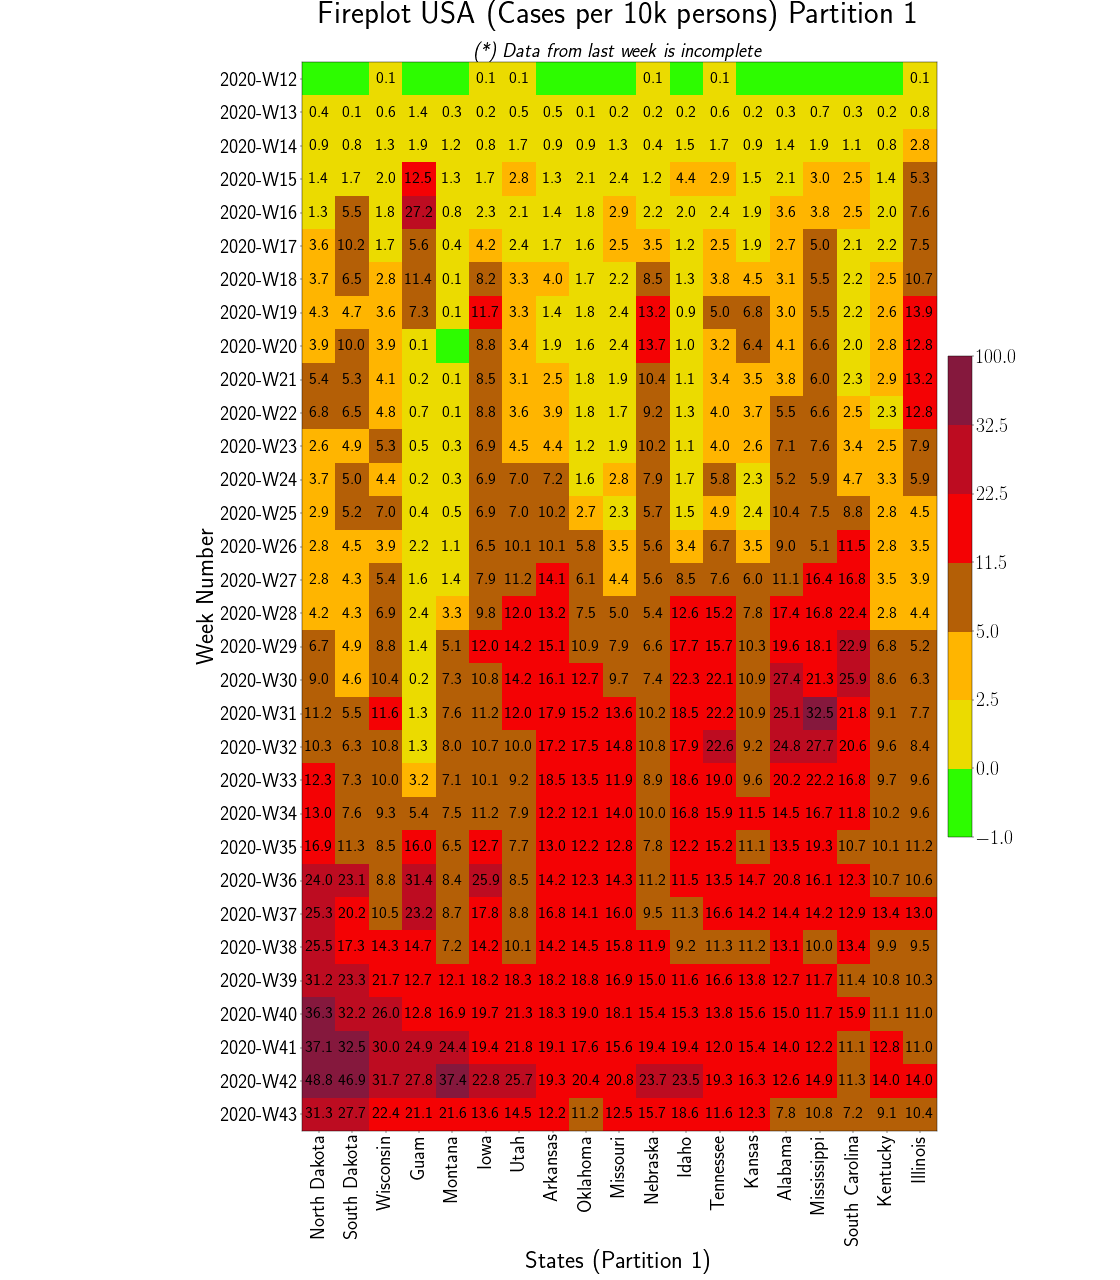 Fireplot USA (Cases per 10k persons) Partition 1
(*) Data from last week is incomplete
2020-W12 0.1 0.1 0.1 0.1 0.1 0.1
2020-W13 0.4 0.1 0.6 1.4 0.3 0.2 0.5 0.5 0.1 0.2 0.2 0.2 0.6 0.2 0.3 0.7 0.3 0.2 0.8
2020-W14 0.9 0.8 1.3 1.9 1.2 0.8 1.7 0.9 0.9 1.3 0.4 1.5 1.7 0.9 1.4 1.9 1.1 0.8 2.8
2020-W15 1.4 1.7 2.0 12.5 1.3 1.7 2.8 1.3 2.1 2.4 1.2 4.4 2.9 1.5 2.1 3.0 2.5 1.4 5.3
2020-W16 1.3 5.5 1.8 27.2 0.8 2.3 2.1 1.4 1.8 2.9 2.2 2.0 2.4 1.9 3.6 3.8 2.5 2.0 7.6
2020-W17 3.6 10.2 1.7 5.6 0.4 4.2 2.4 1.7 1.6 2.5 3.5 1.2 2.5 1.9 2.7 5.0 2.1 2.2 7.5
2020-W18 3.7 6.5 2.8 11.4 0.1 8.2 3.3 4.0 1.7 2.2 8.5 1.3 3.8 4.5 3.1 5.5 2.2 2.5 10.7
2020-W19 4.3 4.7 3.6 7.3 0.1 11.7 3.3 1.4 1.8 2.4 13.2 0.9 5.0 6.8 3.0 5.5 2.2 2.6 13.9
2020-W20 3.9 10.0 3.9 0.1 8.8 3.4 1.9 1.6 2.4 13.7 1.0 3.2 6.4 4.1 6.6 2.0 2.8 12.8
2020-W21 5.4 5.3 4.1 0.2 0.1 8.5 3.1 2.5 1.8 1.9 10.4 1.1 3.4 3.5 3.8 6.0 2.3 2.9 13.2
2020-W22 6.8 6.5 4.8 0.7 0.1 8.8 3.6 3.9 1.8 1.7 9.2 1.3 4.0 3.7 5.5 6.6 2.5 2.3 12.8
2020-W23 2.6 4.9 5.3 0.5 0.3 6.9 4.5 4.4 1.2 1.9 10.2 1.1 4.0 2.6 7.1 7.6 3.4 2.5 7.9
2020-W24 3.7 5.0 4.4 0.2 0.3 6.9 7.0 7.2 1.6 2.8 7.9 1.7 5.8 2.3 5.2 5.9 4.7 3.3 5.9
2020-W25 2.9 5.2 7.0 0.4 0.5 6.9 7.0 10.2 2.7 2.3 5.7 1.5 4.9 2.4 10.4 7.5 8.8 2.8 4.5
2020-W26 2.8 4.5 3.9 2.2 1.1 6.5 10.1 10.1 5.8 3.5 5.6 3.4 6.7 3.5 9.0 5.1 11.5 2.8 3.5
2020-W27 2.8 4.3 5.4 1.6 1.4 7.9 11.2 14.1 6.1 4.4 5.6 8.5 7.6 6.0 11.1 16.4 16.8 3.5 3.9
2020-W28 4.2 4.3 6.9 2.4 3.3 9.8 12.0 13.2 7.5 5.0 5.4 12.6 15.2 7.8 17.4 16.8 22.4 2.8 4.4
2020-W29 6.7 4.9 8.8 1.4 5.1 12.0 14.2 15.1 10.9 7.9 6.6 17.7 15.7 10.3 19.6 18.1 22.9 6.8 5.2
2020-W30 9.0 4.6 10.4 0.2 7.3 10.8 14.2 16.1 12.7 9.7 7.4 22.3 22.1 10.9 27.4 21.3 25.9 8.6 6.3
2020-W31 11.2 5.5 11.6 1.3 7.6 11.2 12.0 17.9 15.2 13.6 10.2 18.5 22.2 10.9 25.1 32.5 21.8 9.1 7.7
2020-W32 10.3 6.3 10.8 1.3 8.0 10.7 10.0 17.2 17.5 14.8 10.8 17.9 22.6 9.2 24.8 27.7 20.6 9.6 8.4
2020-W33 12.3 7.3 10.0 3.2 7.1 10.1 9.2 18.5 13.5 11.9 8.9 18.6 19.0 9.6 20.2 22.2 16.8 9.7 9.6
2020-W34 13.0 7.6 9.3 5.4 7.5 11.2 7.9 12.2 12.1 14.0 10.0 16.8 15.9 11.5 14.5 16.7 11.8 10.2 9.6
2020-W35 16.9 11.3 8.5 16.0 6.5 12.7 7.7 13.0 12.2 12.8 7.8 12.2 15.2 11.1 13.5 19.3 10.7 10.1 11.2
2020-W36 24.0 23.1 8.8 31.4 8.4 25.9 8.5 14.2 12.3 14.3 11.2 11.5 13.5 14.7 20.8 16.1 12.3 10.7 10.6
2020-W37 25.3 20.2 10.5 23.2 8.7 17.8 8.8 16.8 14.1 16.0 9.5 11.3 16.6 14.2 14.4 14.2 12.9 13.4 13.0
2020-W38 25.5 17.3 14.3 14.7 7.2 14.2 10.1 14.2 14.5 15.8 11.9 9.2 11.3 11.2 13.1 10.0 13.4 9.9 9.5
2020-W39 31.2 23.3 21.7 12.7 12.1 18.2 18.3 18.2 18.8 16.9 15.0 11.6 16.6 13.8 12.7 11.7 11.4 10.8 10.3
2020-W40 36.3 32.2 26.0 12.8 16.9 19.7 21.3 18.3 19.0 18.1 15.4 15.3 13.8 15.6 15.0 11.7 15.9 11.1 11.0
2020-W41 37.1 32.5 30.0 24.9 24.4 19.4 21.8 19.1 17.6 15.6 19.4 19.4 12.0 15.4 14.0 12.2 11.1 12.8 11.0
2020-W42 48.8 46.9 31.7 27.8 37.4 22.8 25.7 19.3 20.4 20.8 23.7 23.5 19.3 16.3 12.6 14.9 11.3 14.0 14.0
2020-W43 31.3 27.7 22.4 21.1 21.6 13.6 14.5 12.2 11.2 12.5 15.7 18.6 11.6 12.3 7.8 10.8 7.2 9.1 10.4
Week Number
North Dakota
South Dakota
Wisconsin
Guam
Montana
Iowa
Utah
Arkansas
Oklahoma
Missouri
Nebraska
Idaho
Tennessee
Kansas
Alabama
Mississippi
South Carolina
Kentucky
Illinois
States (Partition 1)
100.0
32.5
22.5
11.5
5.0
2.5
0.0
−1.0